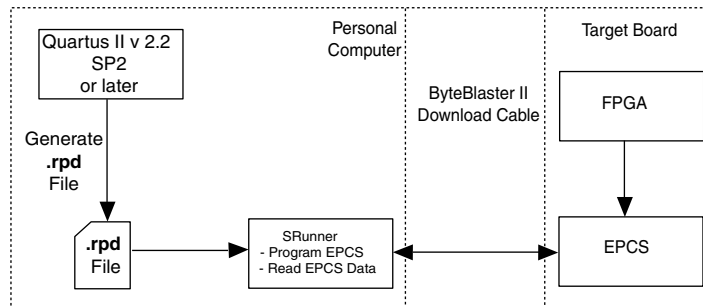 Quartus II v 2.2
SP2
or later
Generate
.rpd
File
.rpd
File
SRunner
- Program EPCS
- Read EPCS Data
Personal
Computer
ByteBlaster II
Download Cable
Target Board
FPGA
EPCS